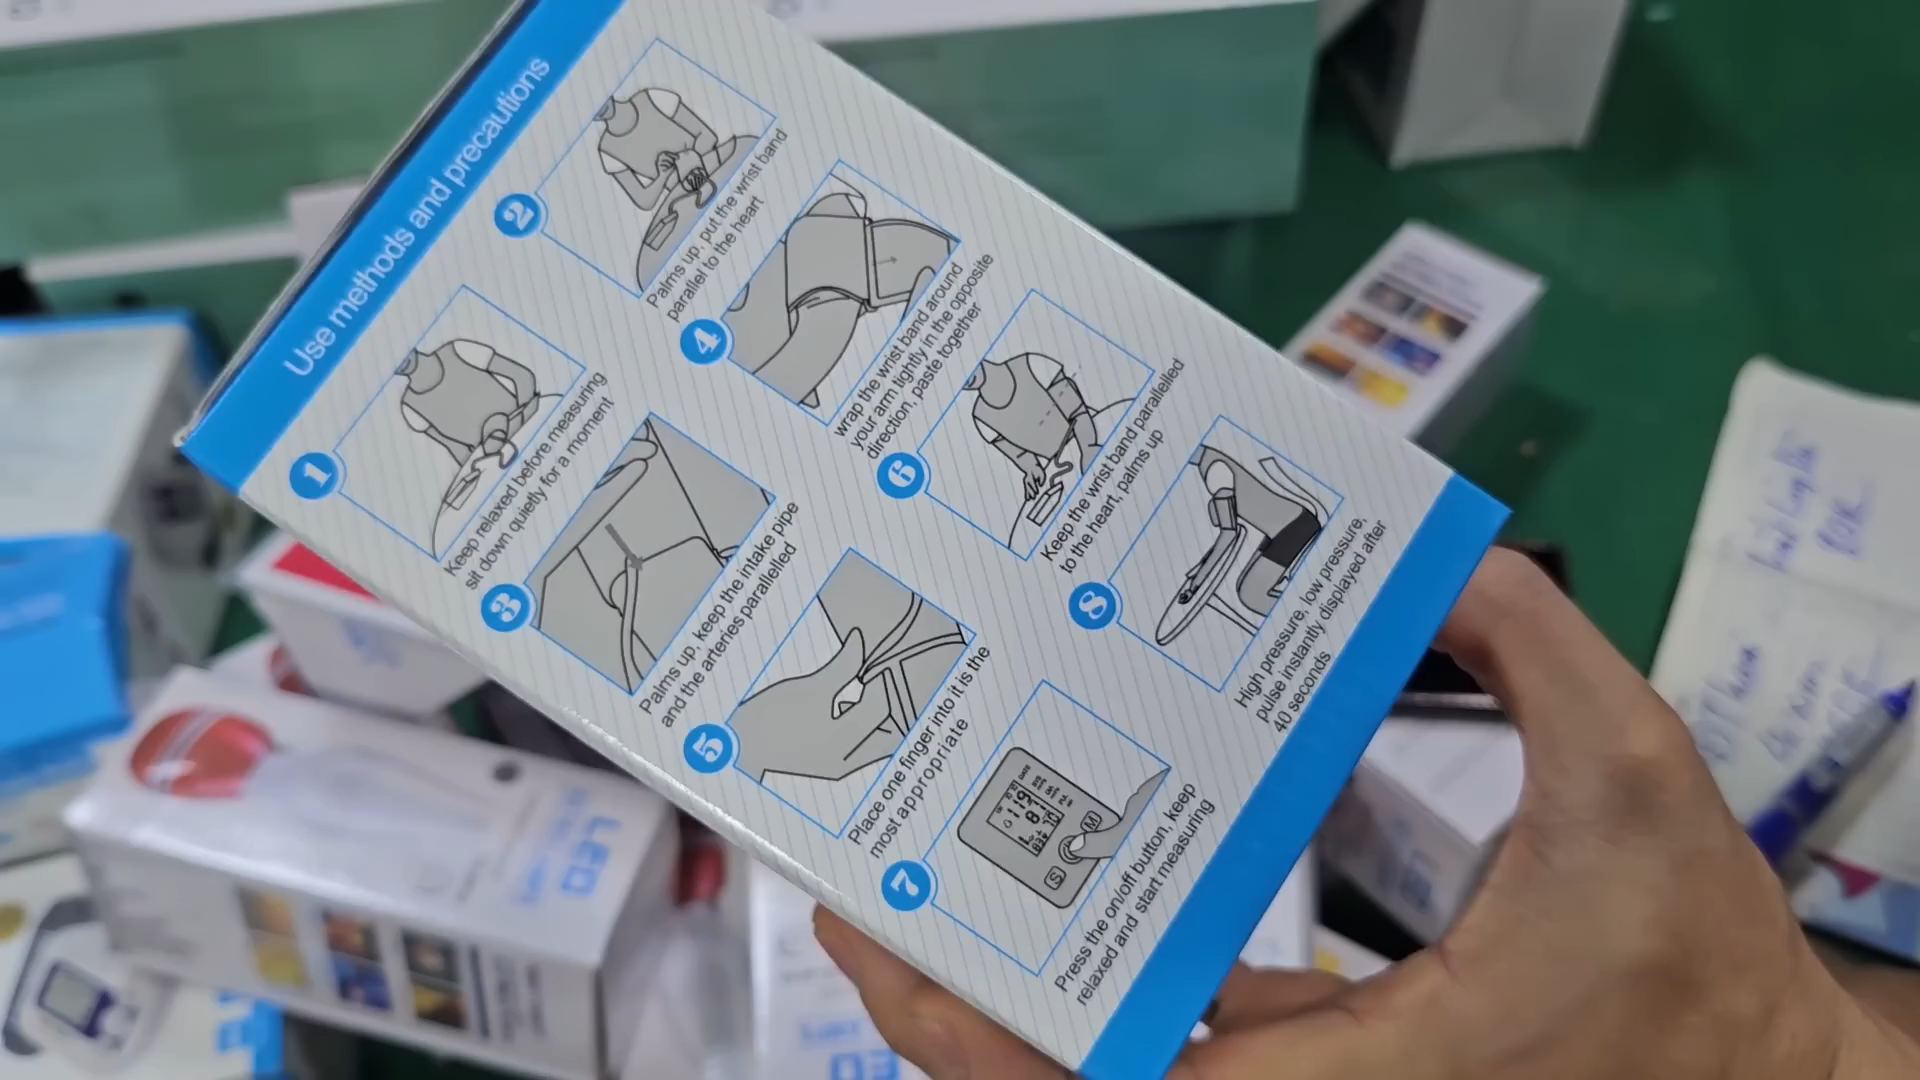 Use methods and precautions
1
Keep relaxed before measuring
sit down quietly for a moment
2
Palms up, put the wrist band
parallel to the heart
3
Palms up, keep the intake pipe
and the arteries parallelled
4
wrap the wrist band around
your arm tightly in the opposite
direction, paste together
5
Place one finger into it is the
most appropriate
6
Keep the wrist band parallelled
to the heart, palms up
7
Press the on/off button, keep
relaxed and start measuring
8
High pressure, low pressure,
pulse instantly displayed after
40 seconds
S
M
LED